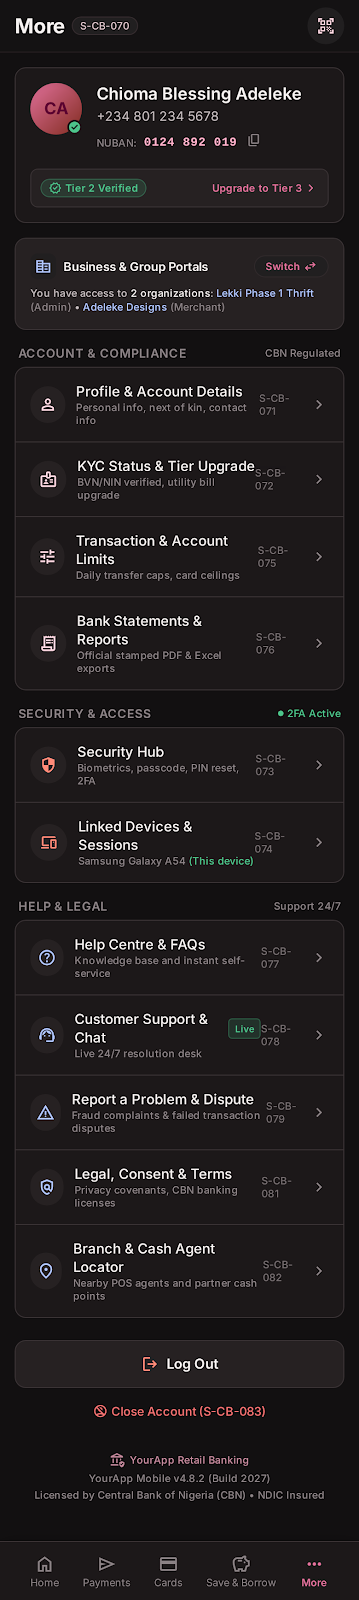 More S-CB-070
CA
Chioma Blessing Adeleke
+234 801 234 5678
NUBAN: 0124 892 019
Tier 2 Verified
Upgrade to Tier 3
Business & Group Portals
Switch
You have access to 2 organizations: Lekki Phase 1 Thrift
(Admin) • Adeleke Designs (Merchant)
ACCOUNT & COMPLIANCE
CBN Regulated
Profile & Account Details
Personal info, next of kin, contact
info
S-CB-
071
KYC Status & Tier Upgrade
BVN/NIN verified, utility bill
upgrade
S-CB-
072
Transaction & Account
Limits
Daily transfer caps, card ceilings
S-CB-
075
Bank Statements &
Reports
Official stamped PDF & Excel
exports
S-CB-
076
SECURITY & ACCESS
2FA Active
Security Hub
Biometrics, passcode, PIN reset,
2FA
S-CB-
073
Linked Devices &
Sessions
Samsung Galaxy A54 (This device)
S-CB-
074
HELP & LEGAL
Support 24/7
Help Centre & FAQs
Knowledge base and instant self-
service
S-CB-
077
Customer Support &
Chat
Live 24/7 resolution desk
Live
S-CB-
078
Report a Problem & Dispute
Fraud complaints & failed transaction
disputes
S-CB-
079
Legal, Consent & Terms
Privacy covenants, CBN banking
licenses
S-CB-
081
Branch & Cash Agent
Locator
Nearby POS agents and partner cash
points
S-CB-
082
Log Out
Close Account (S-CB-083)
YourApp Retail Banking
YourApp Mobile v4.8.2 (Build 2027)
Licensed by Central Bank of Nigeria (CBN) • NDIC Insured
Home
Payments
Cards
Save & Borrow
More